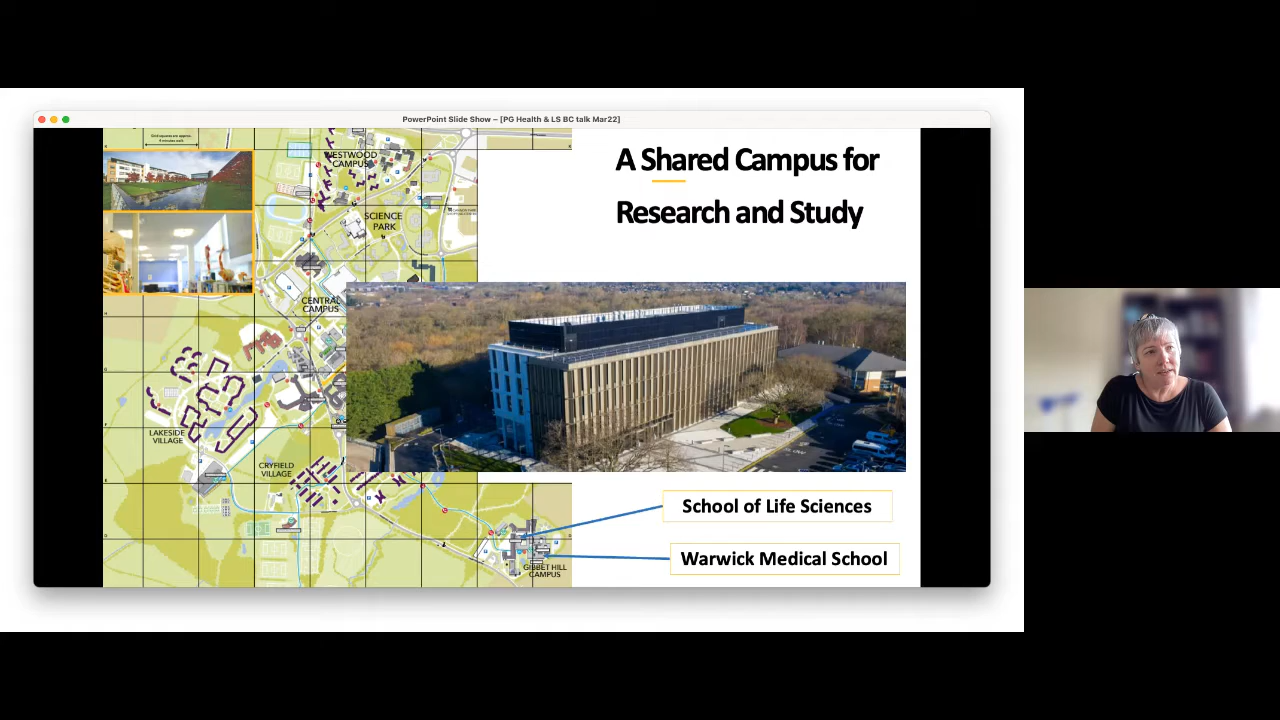 PowerPoint Slide Show – [PG Health & LS BC talk Mar22]
A Shared Campus for
Research and Study
WESTWOOD
CAMPUS
SCIENCE
PARK
CENTRAL
CAMPUS
LAKESIDE
VILLAGE
CRYFIELD
VILLAGE
GIBBET HILL
CAMPUS
School of Life Sciences
Warwick Medical School